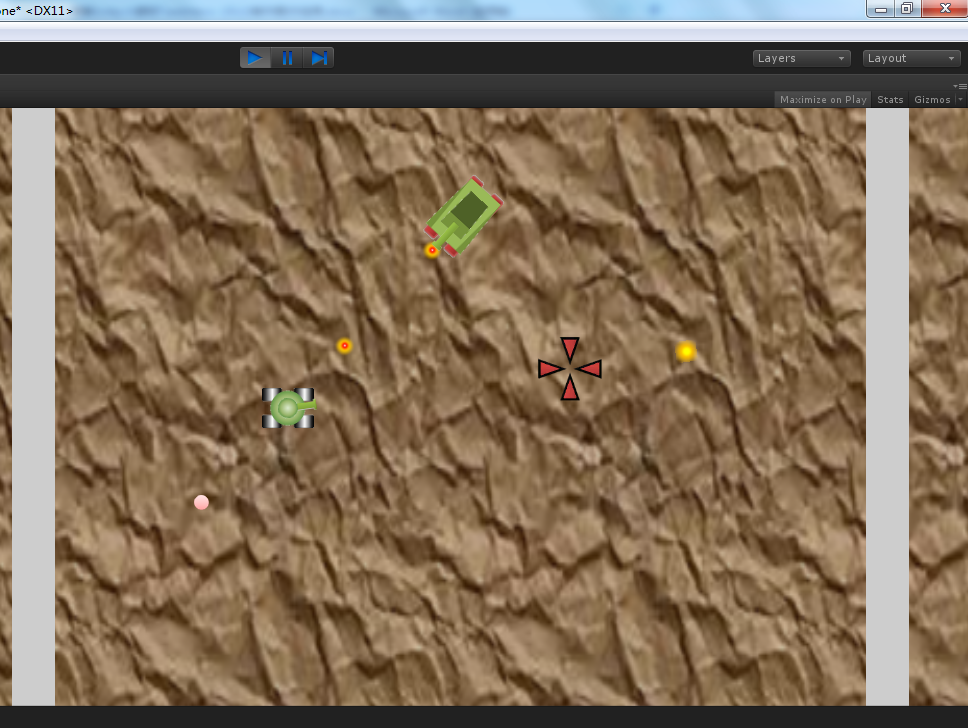 one* <DX11>
Layers
Layout
Maximize on Play
Stats
Gizmos